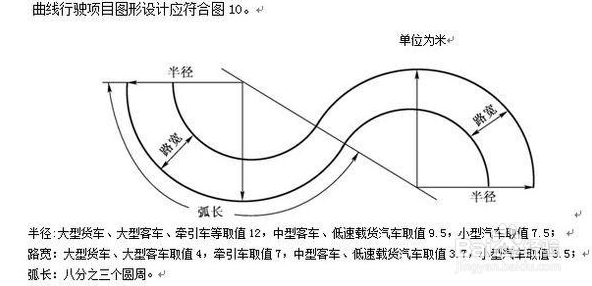 曲线行驶项目图形设计应符合图10。
单位为米
半径
半径
路宽
路宽
弧长
半径:大型货车、大型客车、牵引车等取值12，中型客车、低速载货汽车取值9.5，小型汽车取值7.5；
路宽：大型货车、大型客车取值4，牵引车取值7，中型客车、低速载货汽车取值3.7，小型汽车取值3.5；
弧长：八分之三个圆周。